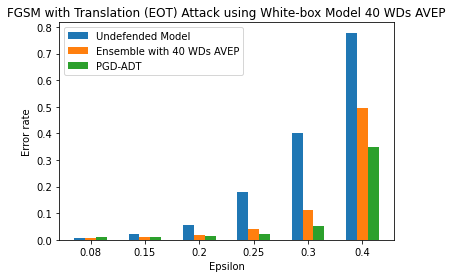 FGSM with Translation (EOT) Attack using White-box Model 40 WDs AVEP
Undefended Model
Ensemble with 40 WDs AVEP
PGD-ADT
Error rate
0.8
0.7
0.6
0.5
0.4
0.3
0.2
0.1
0.0
0.08 0.15 0.2 0.25 0.3 0.4
Epsilon